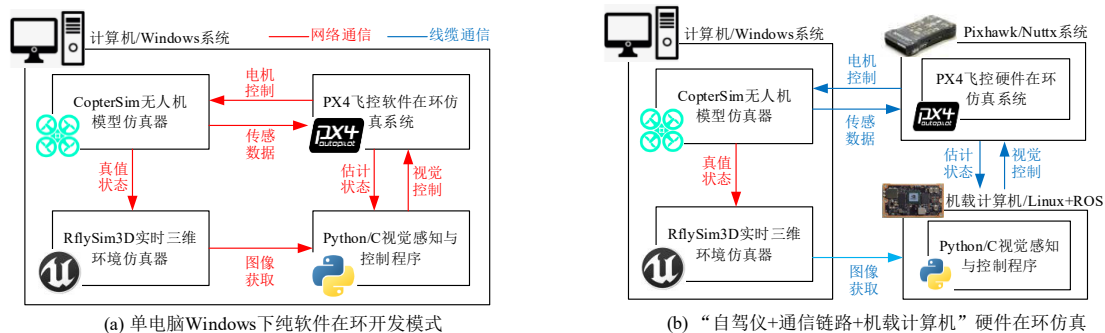 计算机/Windows系统
网络通信
线缆通信
CopterSim无人机
模型仿真器
电机
控制
传感
数据
PX4飞控软件在环仿
真系统
px4
autopilot
真值
状态
估计
状态
视觉
控制
RflySim3D实时三维
环境仿真器
图像
获取
Python/C视觉感知与
控制程序
(a) 单电脑Windows下纯软件在环开发模式
计算机/Windows系统
Pixhawk/Nuttx系统
CopterSim无人机
模型仿真器
电机
控制
传感
数据
PX4飞控硬件在环
仿真系统
px4
autopilot
真值
状态
估计
状态
视觉
控制
机载计算机/Linux+ROS
RflySim3D实时三维
环境仿真器
图像
获取
Python/C视觉感知
与控制程序
(b) “自驾仪+通信链路+机载计算机”硬件在环仿真